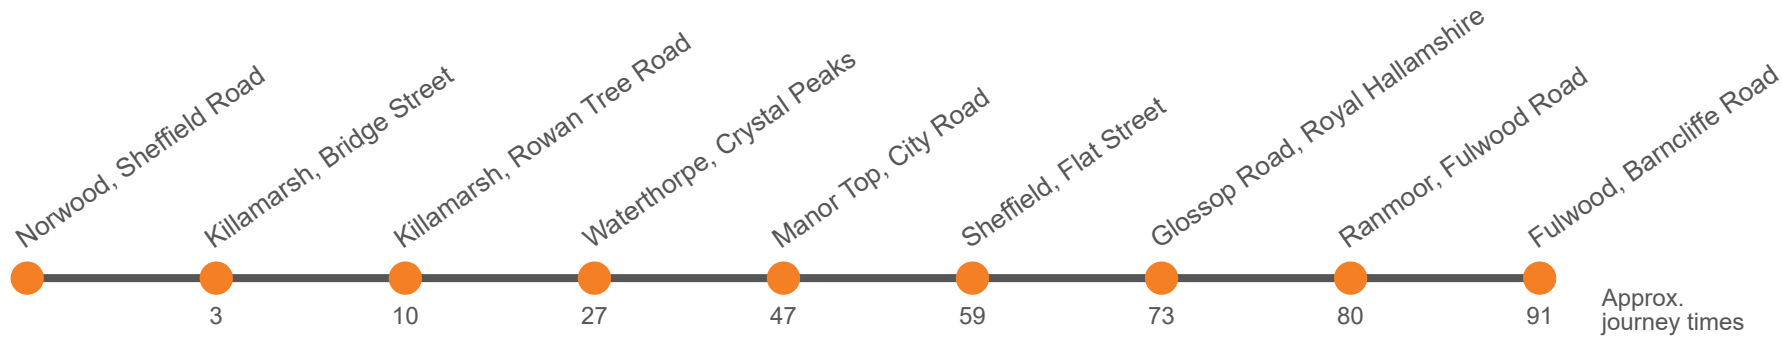 Norwood, Sheffield Road
Killamarsh, Bridge Street
Killamarsh, Rowan Tree Road
Waterthorpe, Crystal Peaks
Manor Top, City Road
Sheffield, Flat Street
Glossop Road, Royal Hallamshire
Ranmoor, Fulwood Road
Fulwood, Barncliffe Road
3 10 27 47 59 73 80 91
Approx.
journey times